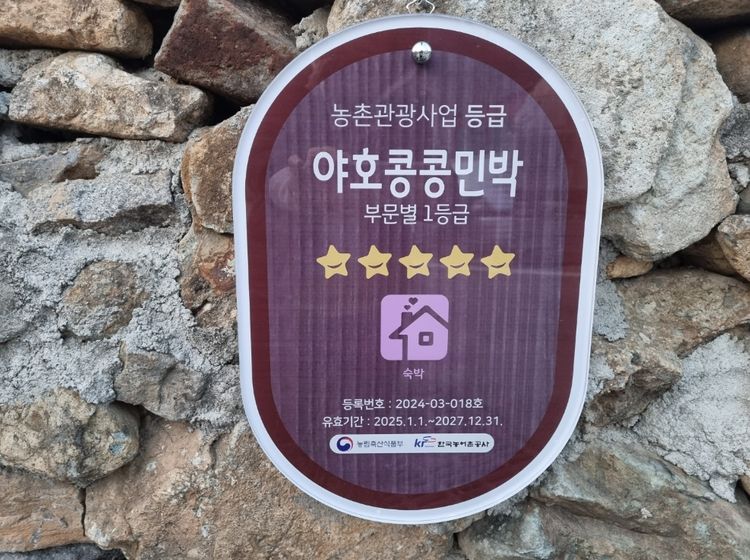 농촌관광사업 등급
야호콩콩민박
부문별 1등급
숙박
등록번호 : 2024-03-018호
유효기간 : 2025.1.1.~2027.12.31.
농림축산식품부 한국농어촌공사